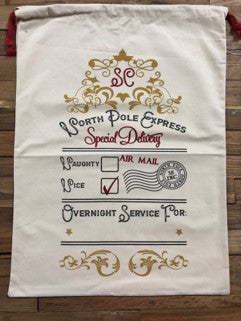 SC
North Pole Express
Special Delivery
Naughty
AIR MAIL
Nice
Overnight Service For: